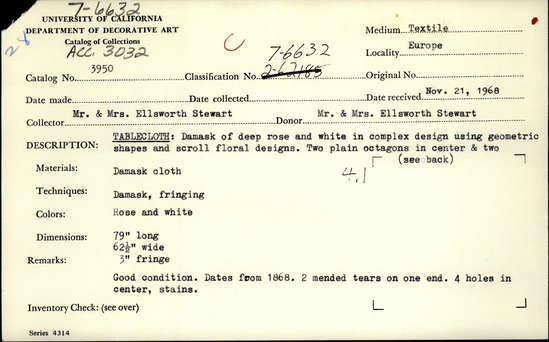 7-6632
UNIVERSITY OF CALIFORNIA
DEPARTMENT OF DECORATIVE ART
Catalog of Collections
ACC. 3032
C
7-6632
Medium Textile
Locality Europe
Catalog No. 3950 Classification No. 2-62185 Original No.
Date made Date collected Date received Nov. 21, 1968
Collector Mr. & Mrs. Ellsworth Stewart Donor Mr. & Mrs. Ellsworth Stewart
DESCRIPTION: TABLECLOTH: Damask of deep rose and white in complex design using geometric
shapes and scroll floral designs. Two plain octagons in center & two
(see back)
Materials: Damask cloth
4.1
Techniques: Damask, fringing
Colors: Rose and white
Dimensions: 79" long
62½" wide
Remarks: 3" fringe
Good condition. Dates from 1868. 2 mended tears on one end. 4 holes in
center, stains.
Inventory Check: (see over)
Series 4314